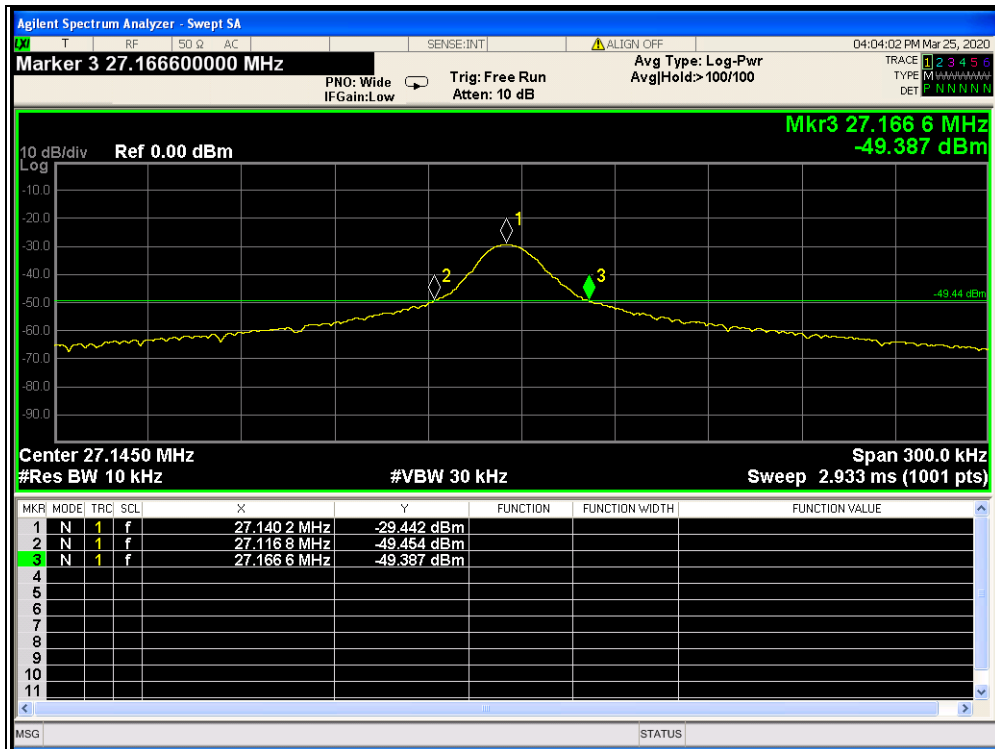 Agilent Spectrum Analyzer - Swept SA
LXI T RF 50 Ω AC SENSE:INT ALIGN OFF 04:04:02 PM Mar 25, 2020
Marker 3 27.166600000 MHz
PNO: Wide
IFGain:Low
Trig: Free Run
Atten: 10 dB
Avg Type: Log-Pwr
Avg|Hold:>100/100
TRACE 1 2 3 4 5 6
TYPE M
DET P N N N N N
Mkr3 27.166 6 MHz
-49.387 dBm
10 dB/div Ref 0.00 dBm
Log
-10.0
-20.0
-30.0
-40.0
-50.0
-60.0
-70.0
-80.0
-90.0
1
2
3
-49.44 dBm
Center 27.1450 MHz Span 300.0 kHz
#Res BW 10 kHz #VBW 30 kHz Sweep 2.933 ms (1001 pts)
MKR MODE TRC SCL X Y FUNCTION FUNCTION WIDTH FUNCTION VALUE
1 N 1 f 27.140 2 MHz -29.442 dBm
2 N 1 f 27.116 8 MHz -49.454 dBm
3 N 1 f 27.166 6 MHz -49.387 dBm
4
5
6
7
8
9
10
11
MSG STATUS